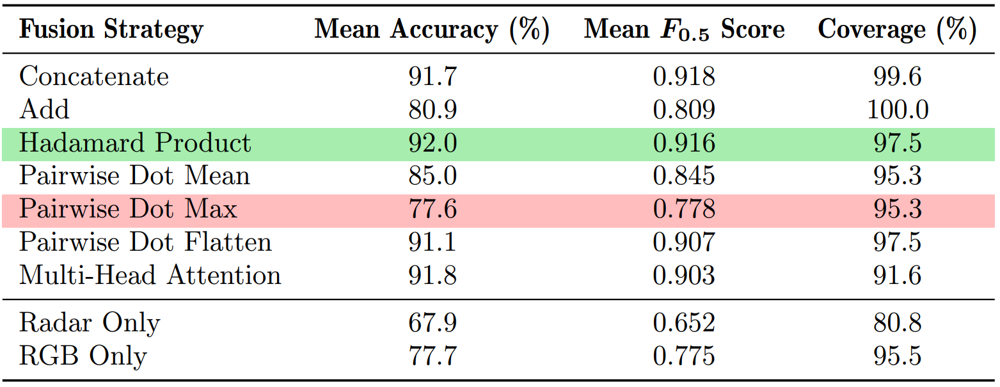 Fusion Strategy Mean Accuracy (%) Mean F0.5 Score Coverage (%)
Concatenate 91.7 0.918 99.6
Add 80.9 0.809 100.0
Hadamard Product 92.0 0.916 97.5
Pairwise Dot Mean 85.0 0.845 95.3
Pairwise Dot Max 77.6 0.778 95.3
Pairwise Dot Flatten 91.1 0.907 97.5
Multi-Head Attention 91.8 0.903 91.6
Radar Only 67.9 0.652 80.8
RGB Only 77.7 0.775 95.5